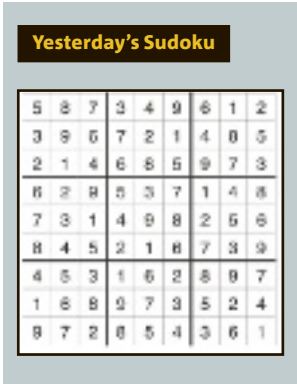 Yesterday's Sudoku
5 8 7 3 4 9 6 1 2
3 9 6 7 2 1 4 8 5
2 1 4 6 8 5 9 7 3
6 2 9 5 3 7 1 4 8
7 3 1 4 9 8 2 5 6
8 4 5 2 1 6 7 3 9
4 5 3 1 6 2 8 9 7
1 6 8 9 7 3 5 2 4
9 7 2 8 5 4 3 6 1